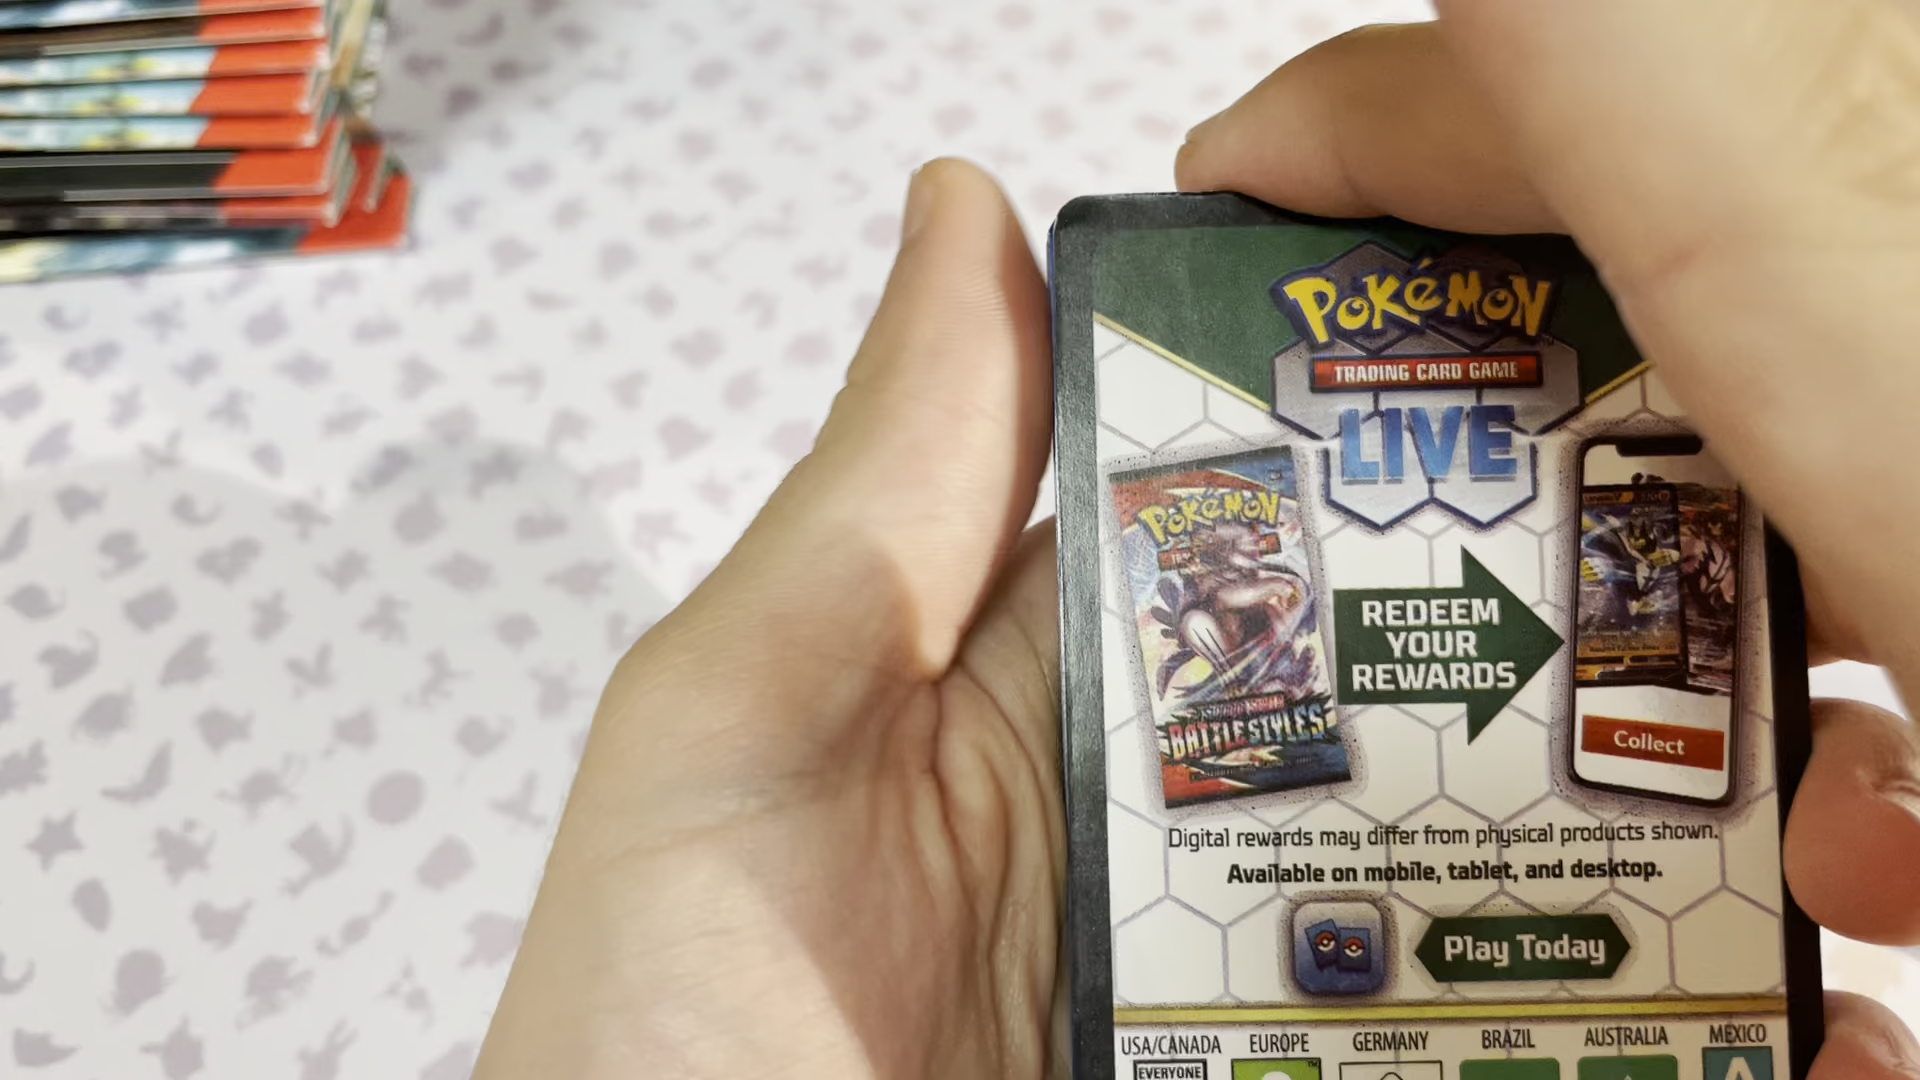 Pokémon
TRADING CARD GAME
LIVE
Pokémon
BATTLE STYLES
REDEEM
YOUR
REWARDS
Collect
Digital rewards may differ from physical products shown.
Available on mobile, tablet, and desktop.
Play Today
USA/CANADA EUROPE GERMANY BRAZIL AUSTRALIA MEXICO
EVERYONE
A